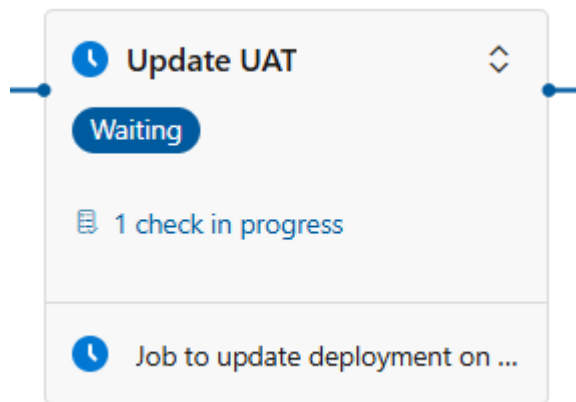 Update UAT
Waiting
1 check in progress
Job to update deployment on ...